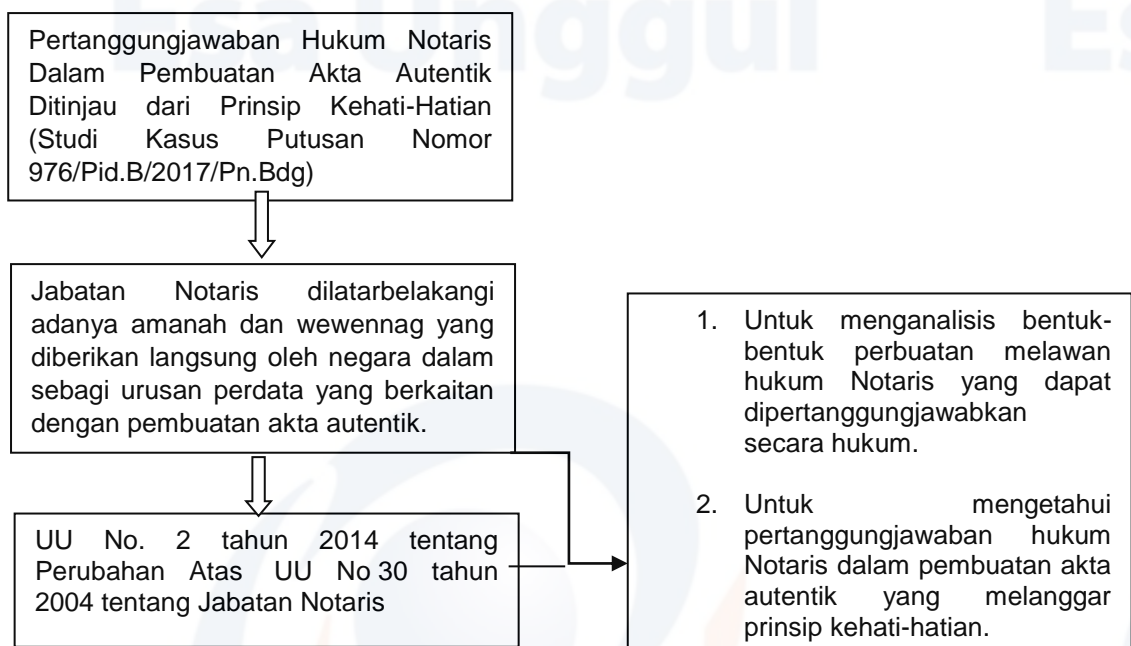 Esa Unggul
Es
Pertanggungjawaban Hukum Notaris
Dalam Pembuatan Akta Autentik
Ditinjau dari Prinsip Kehati-Hatian
(Studi Kasus Putusan Nomor
976/Pid.B/2017/Pn.Bdg)
Jabatan Notaris dilatarbelakangi
adanya amanah dan wewennag yang
diberikan langsung oleh negara dalam
sebagi urusan perdata yang berkaitan
dengan pembuatan akta autentik.
UU No. 2 tahun 2014 tentang
Perubahan Atas UU No 30 tahun
2004 tentang Jabatan Notaris
1. Untuk menganalisis bentuk-
bentuk perbuatan melawan
hukum Notaris yang dapat
dipertanggungjawabkan
secara hukum.
2. Untuk mengetahui
pertanggungjawaban hukum
Notaris dalam pembuatan akta
autentik yang melanggar
prinsip kehati-hatian.